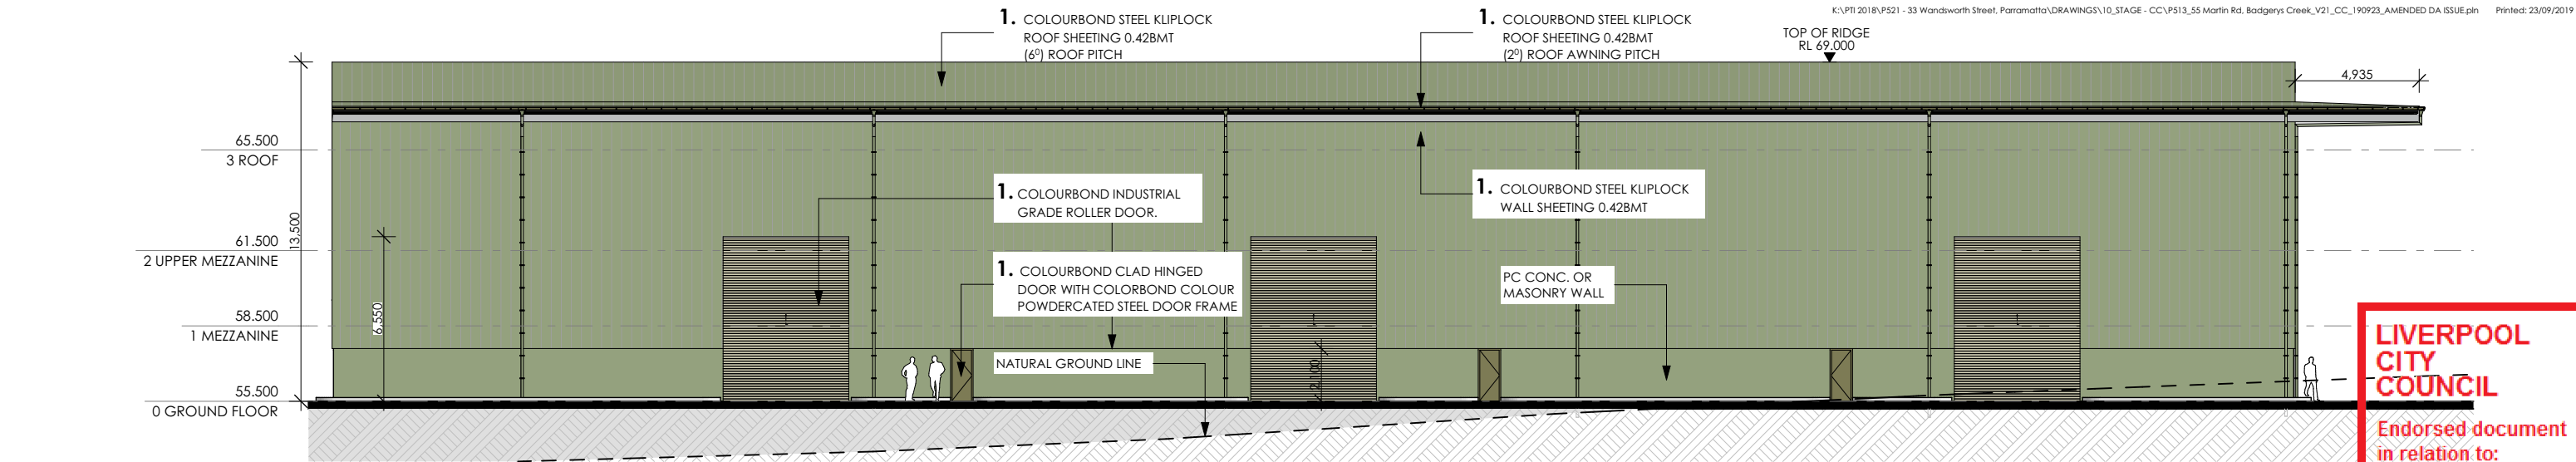 K:\PTI 2018\P521 - 33 Wandsworth Street, Parramatta\DRAWINGS\10_STAGE - CC\P513_55 Martin Rd, Badgerys Creek_V21_CC_190923_AMENDED DA ISSUE.pln Printed: 23/09/2019
1. COLOURBOND STEEL KLIPLOCK
ROOF SHEETING 0.42BMT
(6⁰) ROOF PITCH
1. COLOURBOND STEEL KLIPLOCK
ROOF SHEETING 0.42BMT
(2⁰) ROOF AWNING PITCH
TOP OF RIDGE
RL 69.000
4,935
65.500
3 ROOF
61.500
2 UPPER MEZZANINE
58.500
1 MEZZANINE
55.500
0 GROUND FLOOR
13,500
6,550
1. COLOURBOND INDUSTRIAL
GRADE ROLLER DOOR.
1. COLOURBOND CLAD HINGED
DOOR WITH COLORBOND COLOUR
POWDERCATED STEEL DOOR FRAME
NATURAL GROUND LINE
2,100
1. COLOURBOND STEEL KLIPLOCK
WALL SHEETING 0.42BMT
PC CONC. OR
MASONRY WALL
LIVERPOOL
CITY
COUNCIL
Endorsed document
in relation to: